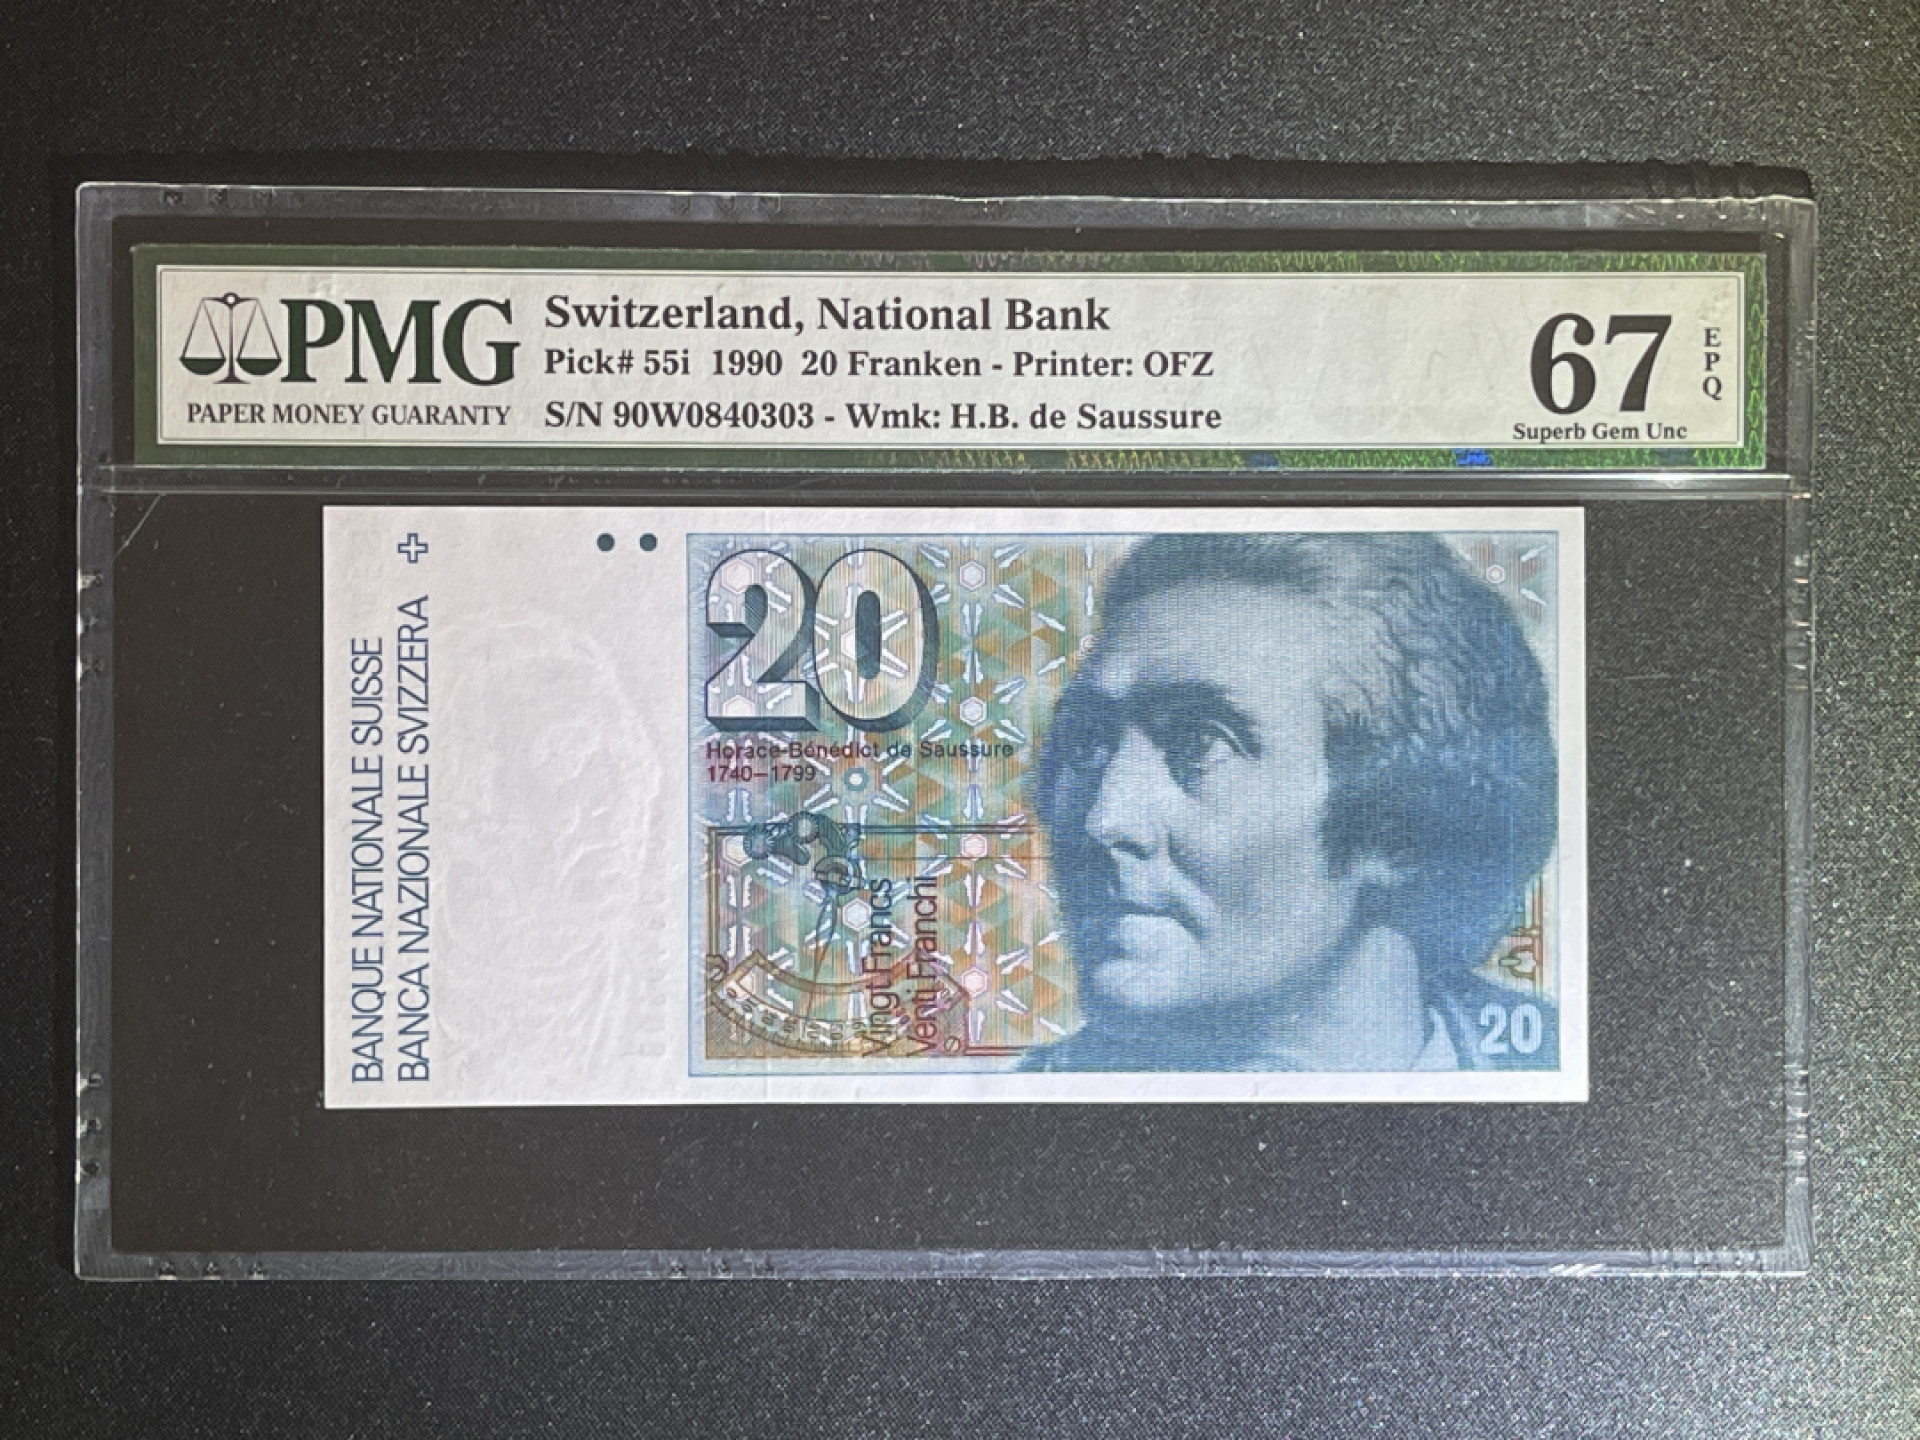 PMG
PAPER MONEY GUARANTY
Switzerland, National Bank
Pick# 55i 1990 20 Franken - Printer: OFZ
S/N 90W0840303 - Wmk: H.B. de Saussure
67
EPQ
Superb Gem Unc
BANQUE NATIONALE SUISSE
BANCA NAZIONALE SVIZZERA
20
Horace-Bénédict de Saussure
1740–1799
Vingt Francs
Venti Franchi
20